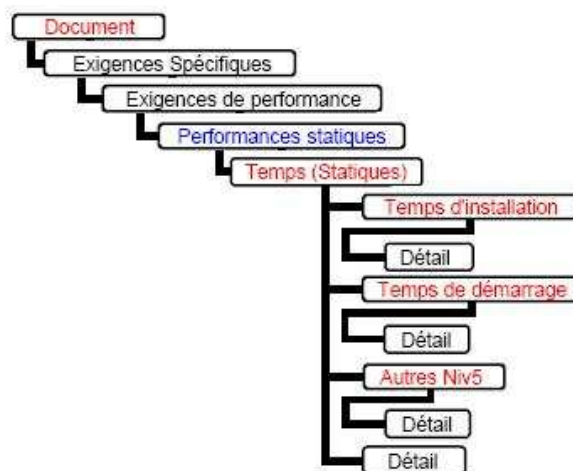 Document
Exigences Spécifiques
Exigences de performance
Performances statiques
Temps (Statiques)
Temps d'installation
Détail
Temps de démarrage
Détail
Autres Niv5
Détail
Détail